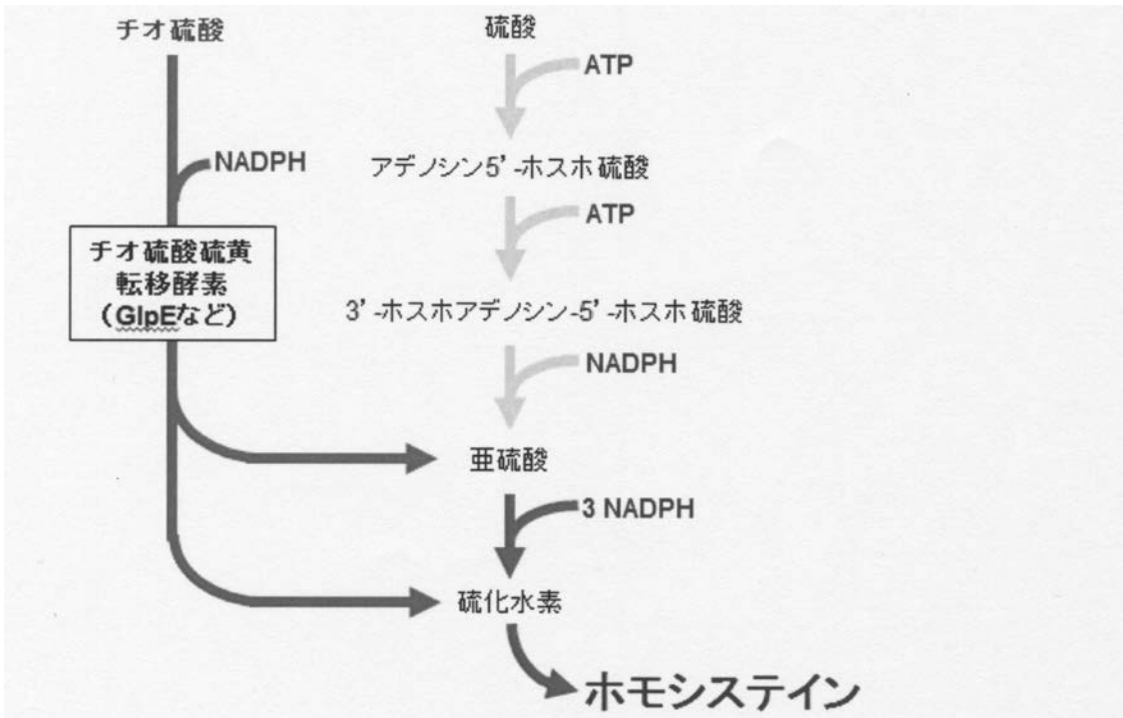 チオ硫酸
硫酸
ATP
NADPH
アデノシン5’-ホスホ硫酸
ATP
チオ硫酸硫黄
転移酵素
（GlpEなど）
3’-ホスホアデノシン-5’-ホスホ硫酸
NADPH
亜硫酸
3 NADPH
硫化水素
ホモシステイン